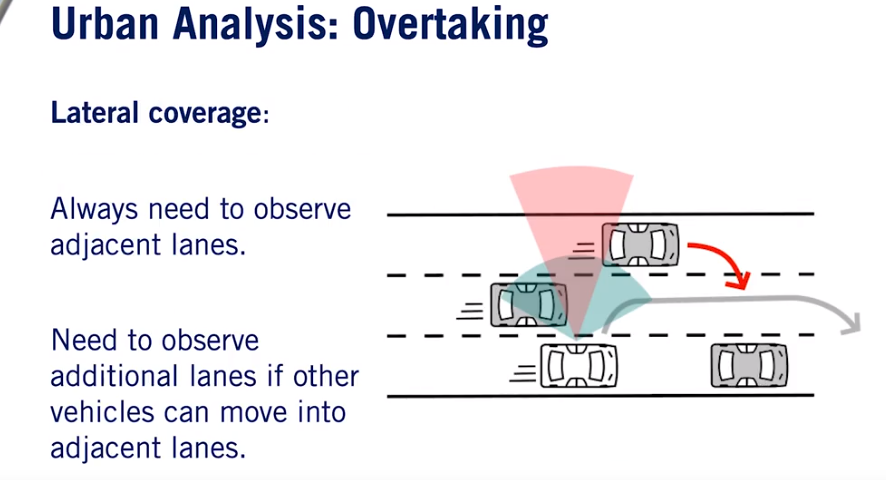 Urban Analysis: Overtaking
Lateral coverage:
Always need to observe
adjacent lanes.
Need to observe
additional lanes if other
vehicles can move into
adjacent lanes.